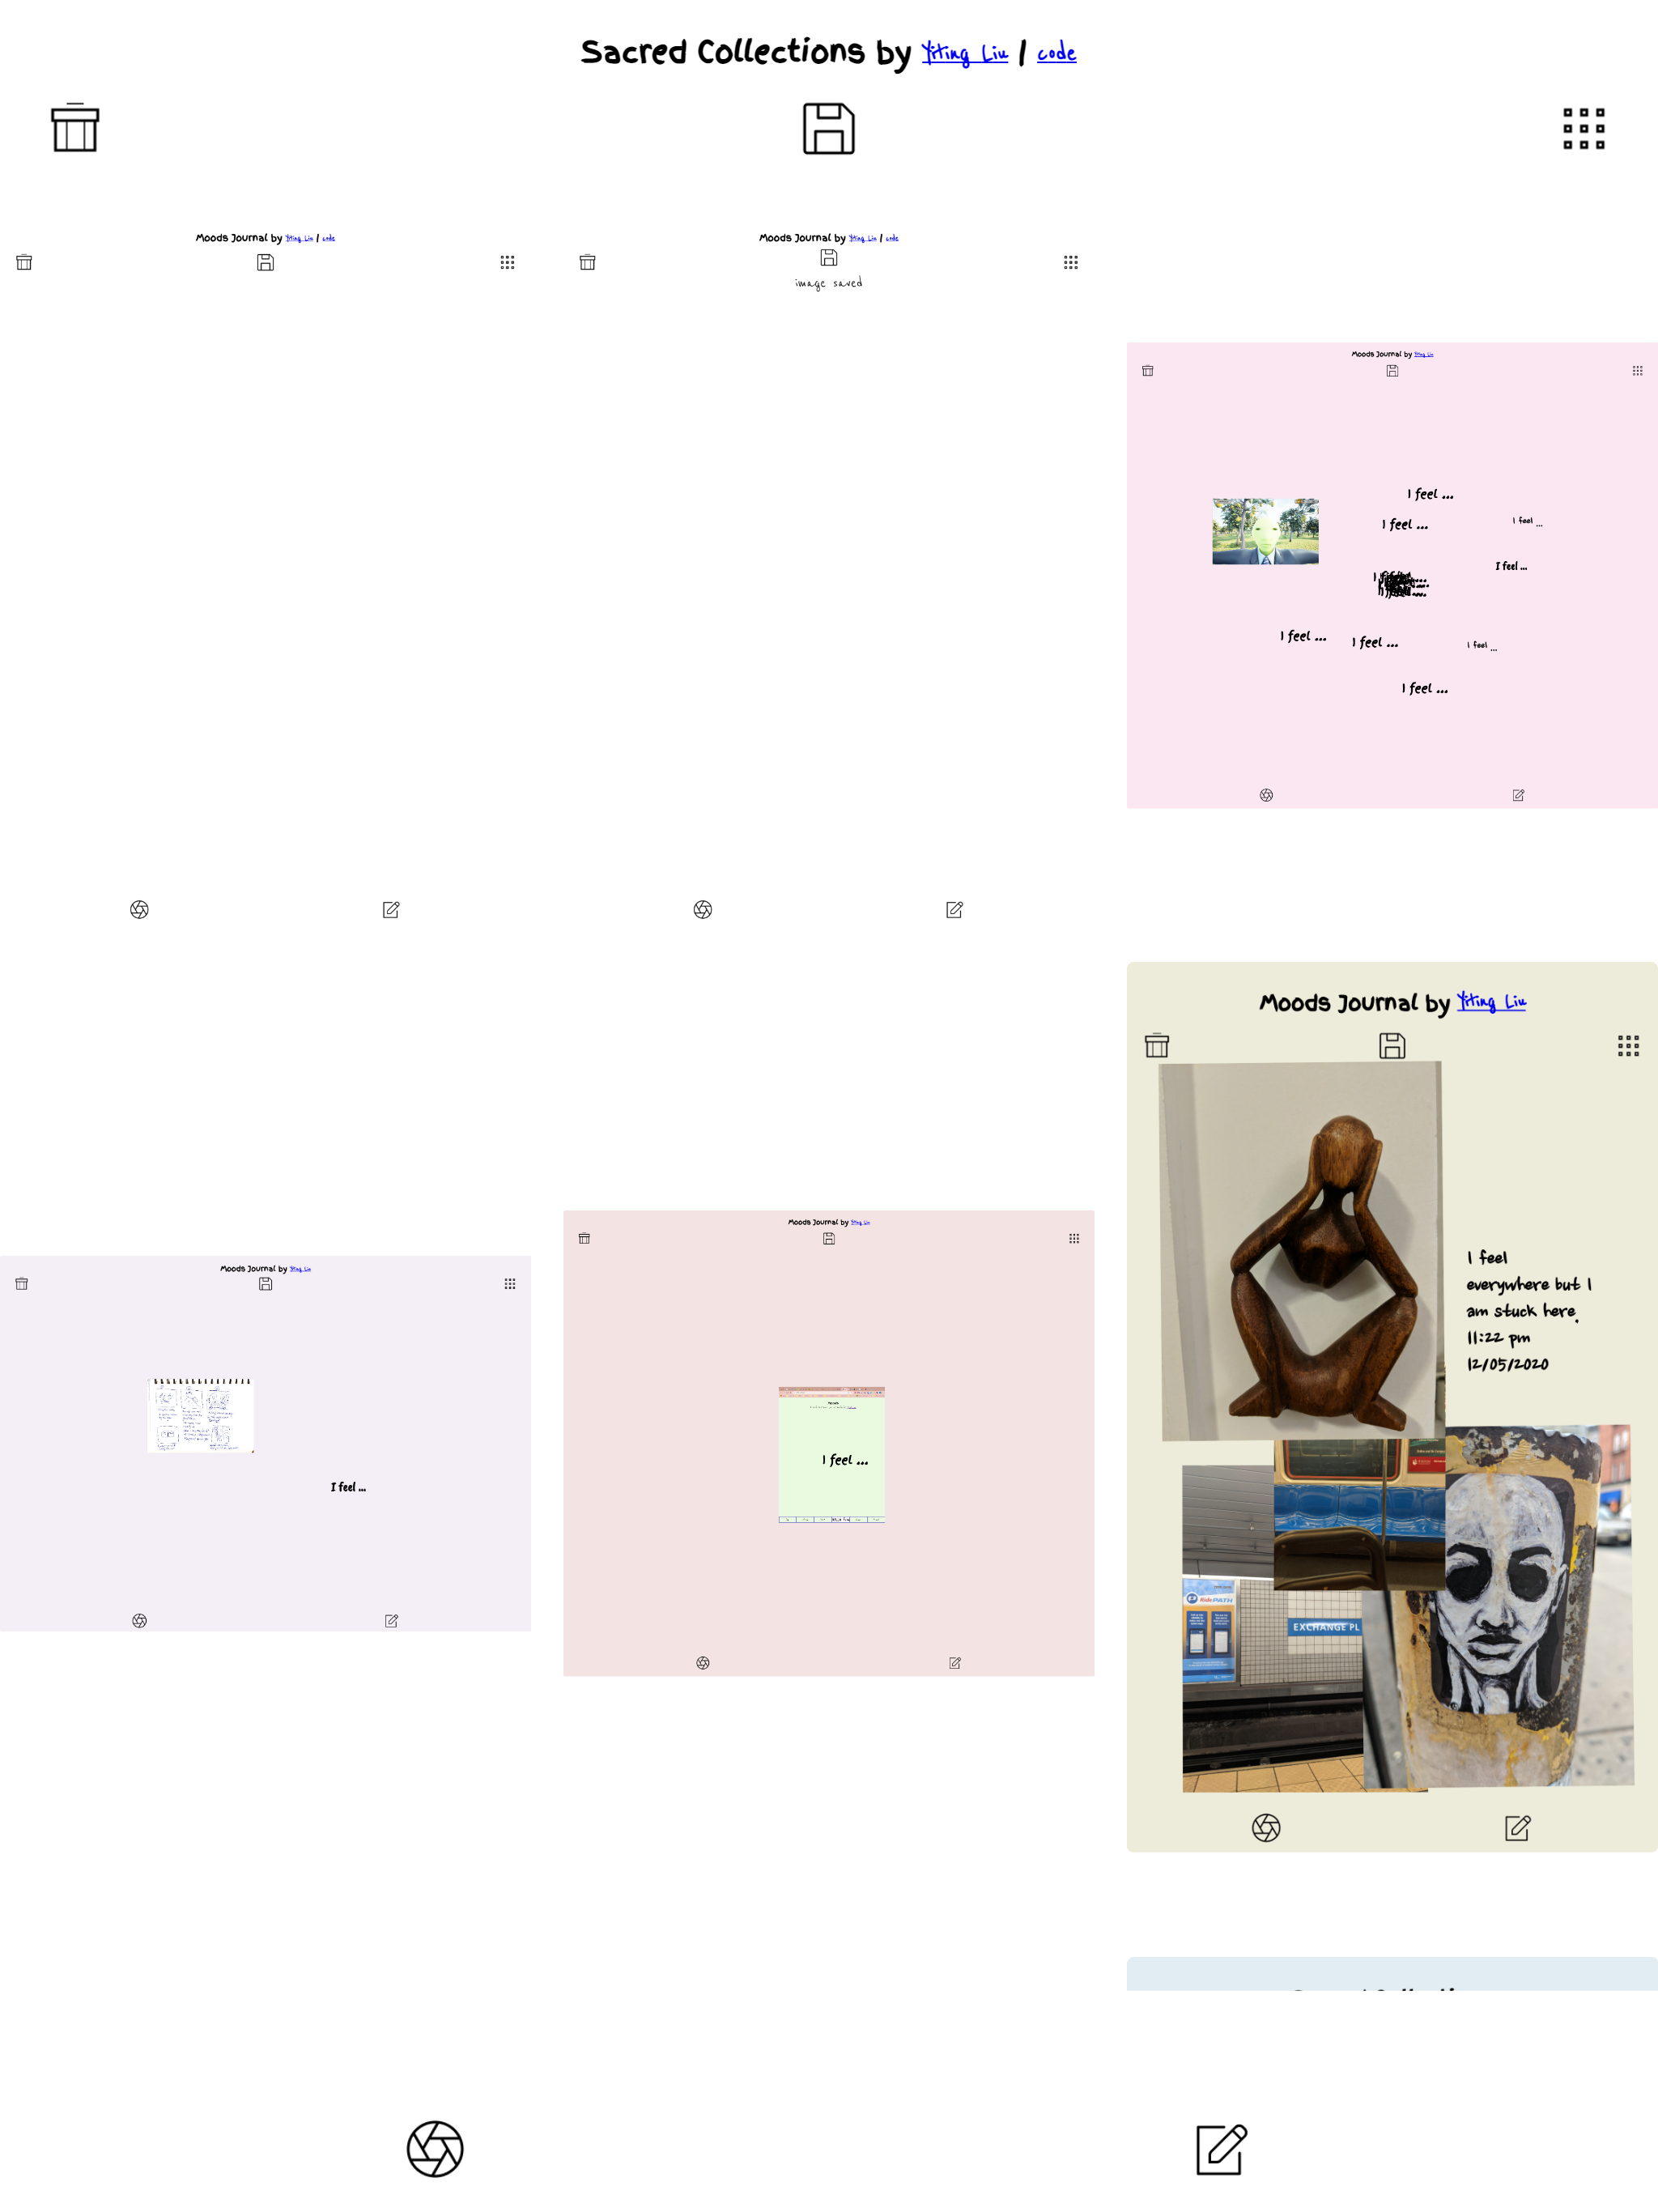 Sacred Collections by Yiting Liu | code
Moods Journal by Yiting Liu | code
Moods Journal by Yiting Liu | code
image saved
Moods Journal by Yiting Liu
I feel ...
I feel ...
I feel ...
I feel ...
I feel ...
I feel ...
I feel ...
I feel ...
Moods Journal by Yiting Liu
I feel
everywhere but I
am stuck here.
11:22 pm
12/05/2020
RidePATH
EXCHANGE PL
Moods Journal by Yiting Liu
I feel ...
Moods Journal by Yiting Liu
I feel ...